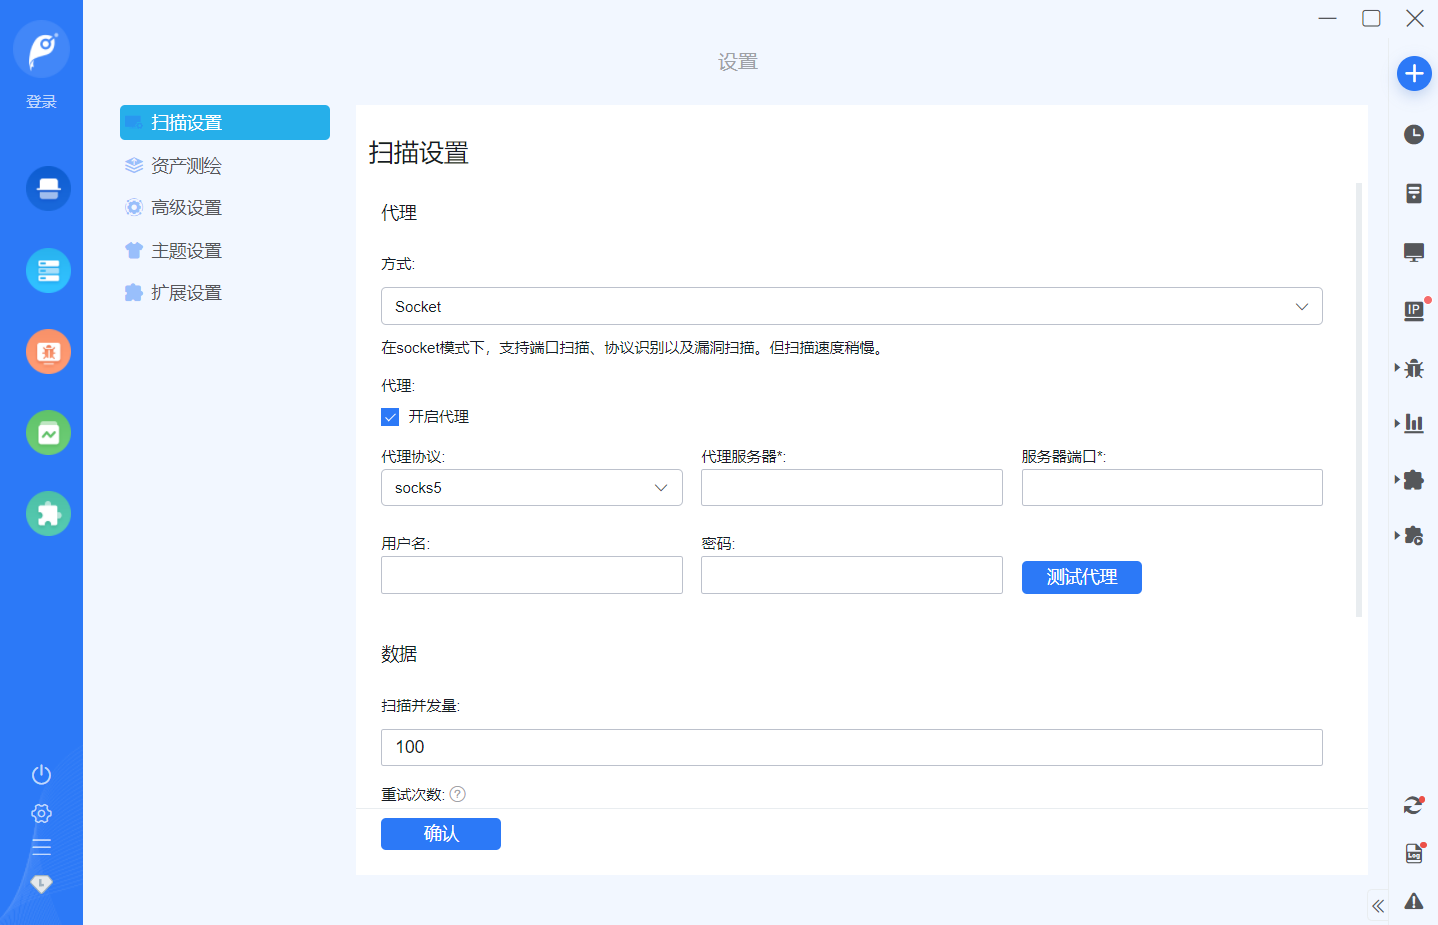 设置
登录
扫描设置
资产测绘
高级设置
主题设置
扩展设置
扫描设置
代理
方式:
Socket
在socket模式下，支持端口扫描、协议识别以及漏洞扫描。但扫描速度稍慢。
代理:
开启代理
代理协议: 代理服务器*: 服务器端口*:
socks5
用户名: 密码:
测试代理
数据
扫描并发量:
100
重试次数: ?
确认
IP
Log